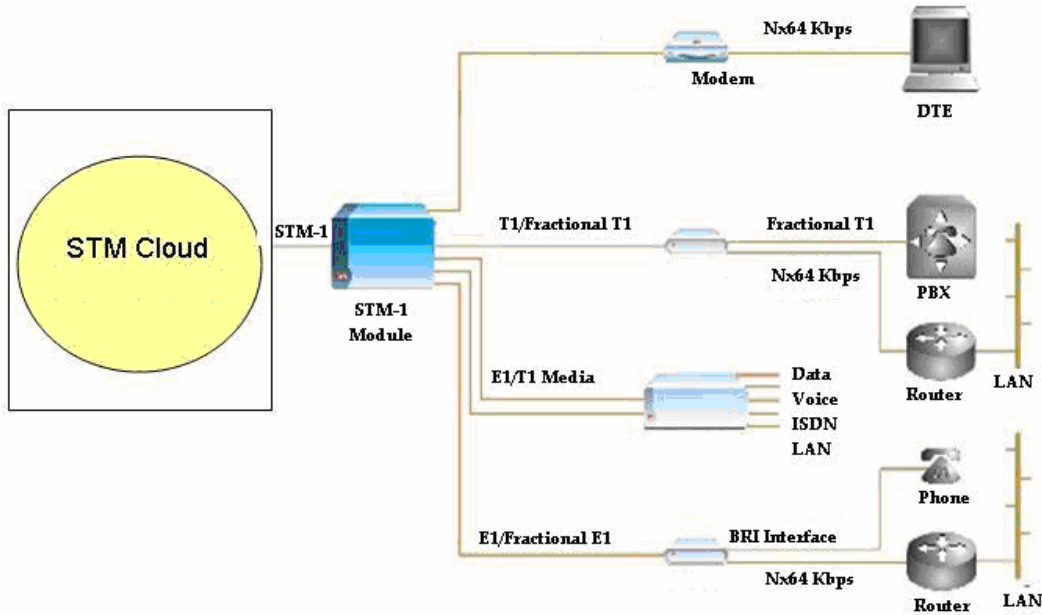 Nx64 Kbps
Modem
DTE
STM Cloud
STM-1
STM-1
Module
T1/Fractional T1
Fractional T1
Nx64 Kbps
PBX
Router
LAN
E1/T1 Media
Data
Voice
ISDN
LAN
Phone
E1/Fractional E1
BRI Interface
Nx64 Kbps
Router
LAN